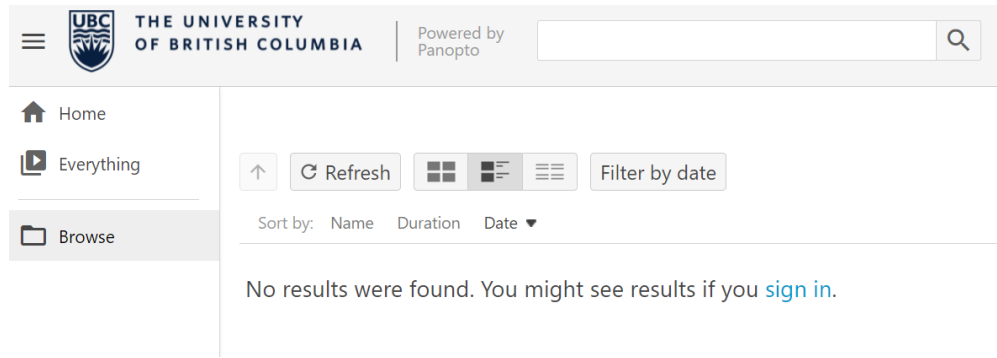 UBC
THE UNIVERSITY
OF BRITISH COLUMBIA
Powered by
Panopto
Home
Everything
Browse
Refresh
Filter by date
Sort by: Name Duration Date
No results were found. You might see results if you sign in.